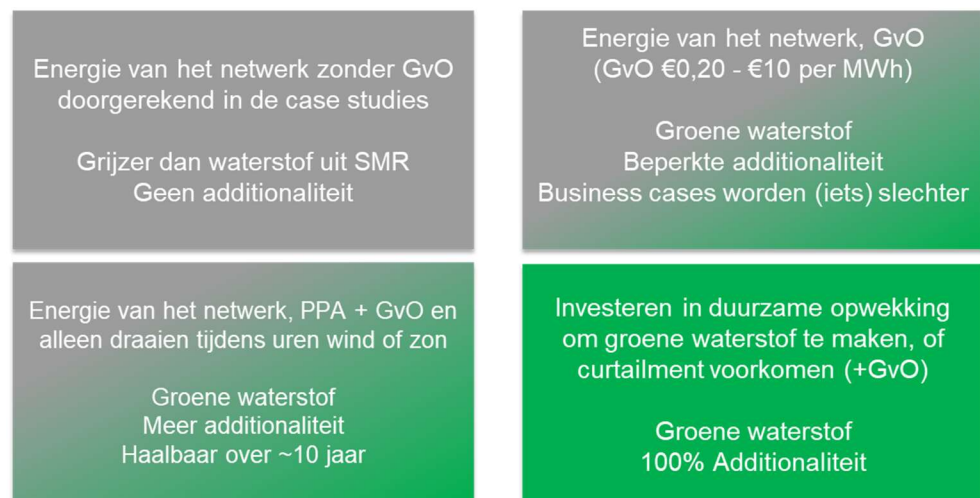 Energie van het netwerk zonder GvO
doorgerekend in de case studies
Grijzer dan waterstof uit SMR
Geen additionaliteit
Energie van het netwerk, GvO
(GvO €0,20 - €10 per MWh)
Groene waterstof
Beperkte additionaliteit
Business cases worden (iets) slechter
Energie van het netwerk, PPA + GvO en
alleen draaien tijdens uren wind of zon
Groene waterstof
Meer additionaliteit
Haalbaar over ~10 jaar
Investeren in duurzame opwekking
om groene waterstof te maken, of
curtailment voorkomen (+GvO)
Groene waterstof
100% Additionaliteit